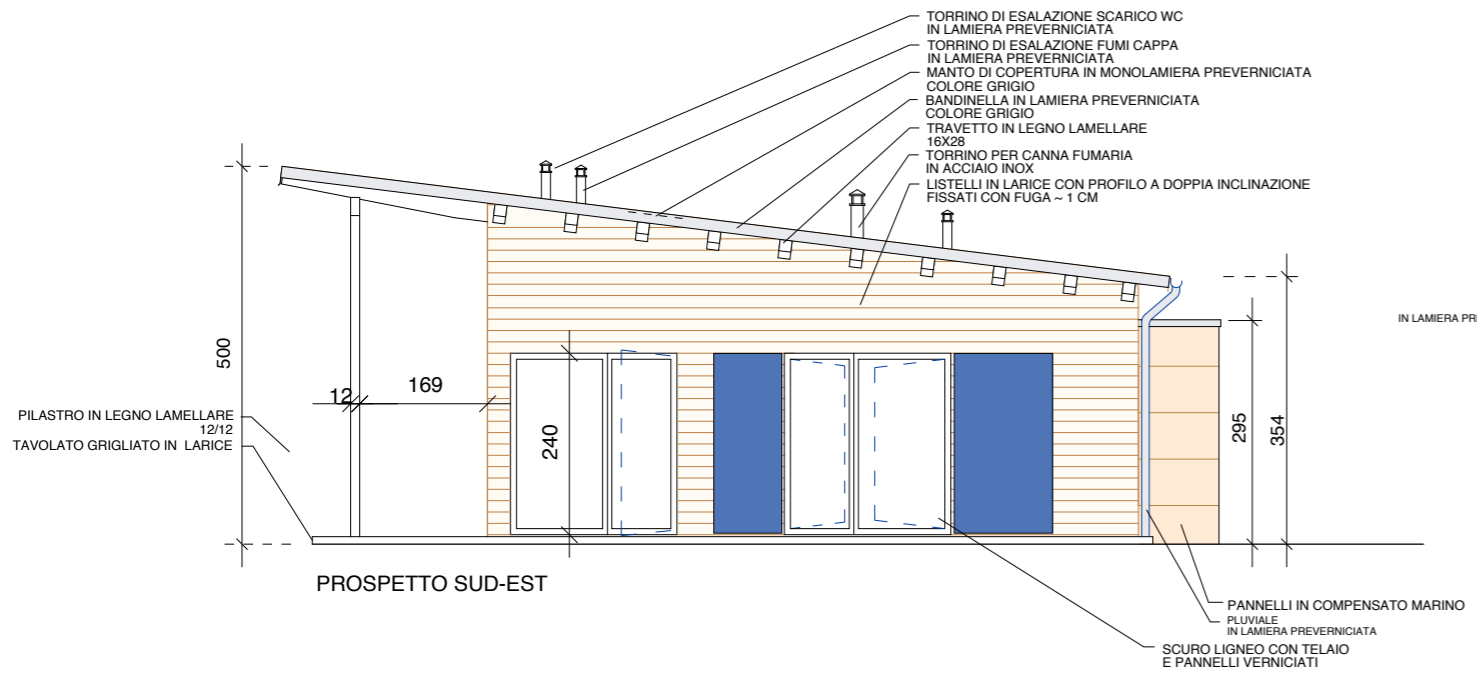 TORRINO DI ESALAZIONE SCARICO WC
IN LAMIERA PREVERNICIATA
TORRINO DI ESALAZIONE FUMI CAPPA
IN LAMIERA PREVERNICIATA
MANTO DI COPERTURA IN MONOLAMIERA PREVERNICIATA
COLORE GRIGIO
BANDINELLA IN LAMIERA PREVERNICIATA
COLORE GRIGIO
TRAVETTO IN LEGNO LAMELLARE
16X28
TORRINO PER CANNA FUMARIA
IN ACCIAIO INOX
LISTELLI IN LARICE CON PROFILO A DOPPIA INCLINAZIONE
FISSATI CON FUGA ~ 1 CM
IN LAMIERA PRE
500
12
169
240
295
354
PILASTRO IN LEGNO LAMELLARE
12/12
TAVOLATO GRIGLIATO IN LARICE
PROSPETTO SUD-EST
PANNELLI IN COMPENSATO MARINO
PLUVIALE
IN LAMIERA PREVERNICIATA
SCURO LIGNEO CON TELAIO
E PANNELLI VERNICIATI